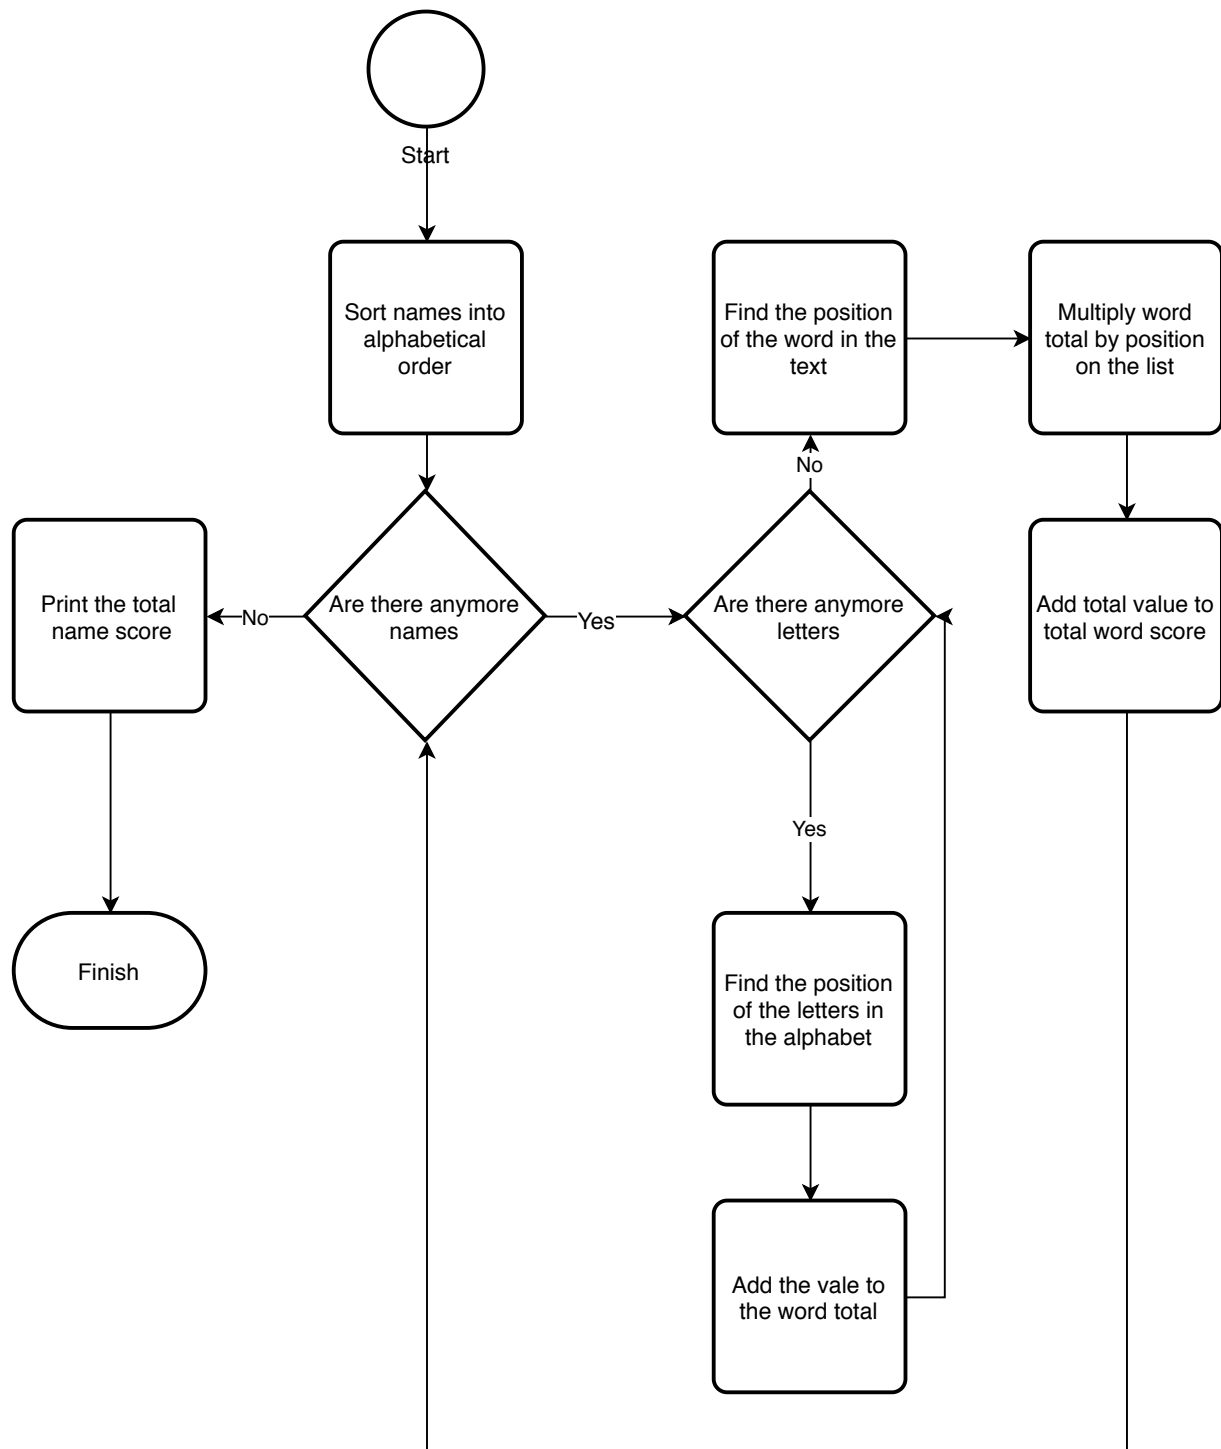 Start
Sort names into
alphabetical
order
Find the position
of the word in the
text
Multiply word
total by position
on the list
No
Print the total
name score
No
Are there anymore
names
Yes
Are there anymore
letters
Add total value to
total word score
Yes
Finish
Find the position
of the letters in
the alphabet
Add the vale to
the word total